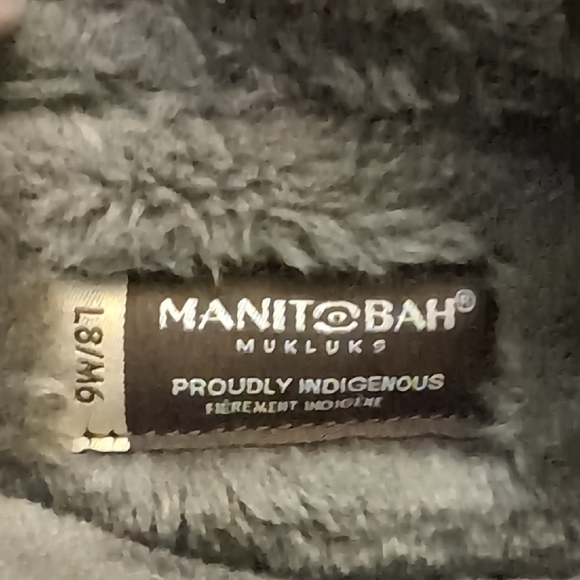 MANITOBAH®
MUKLUKS
PROUDLY INDIGENOUS
FIÈREMENT INDIGÈNE
L8/M6